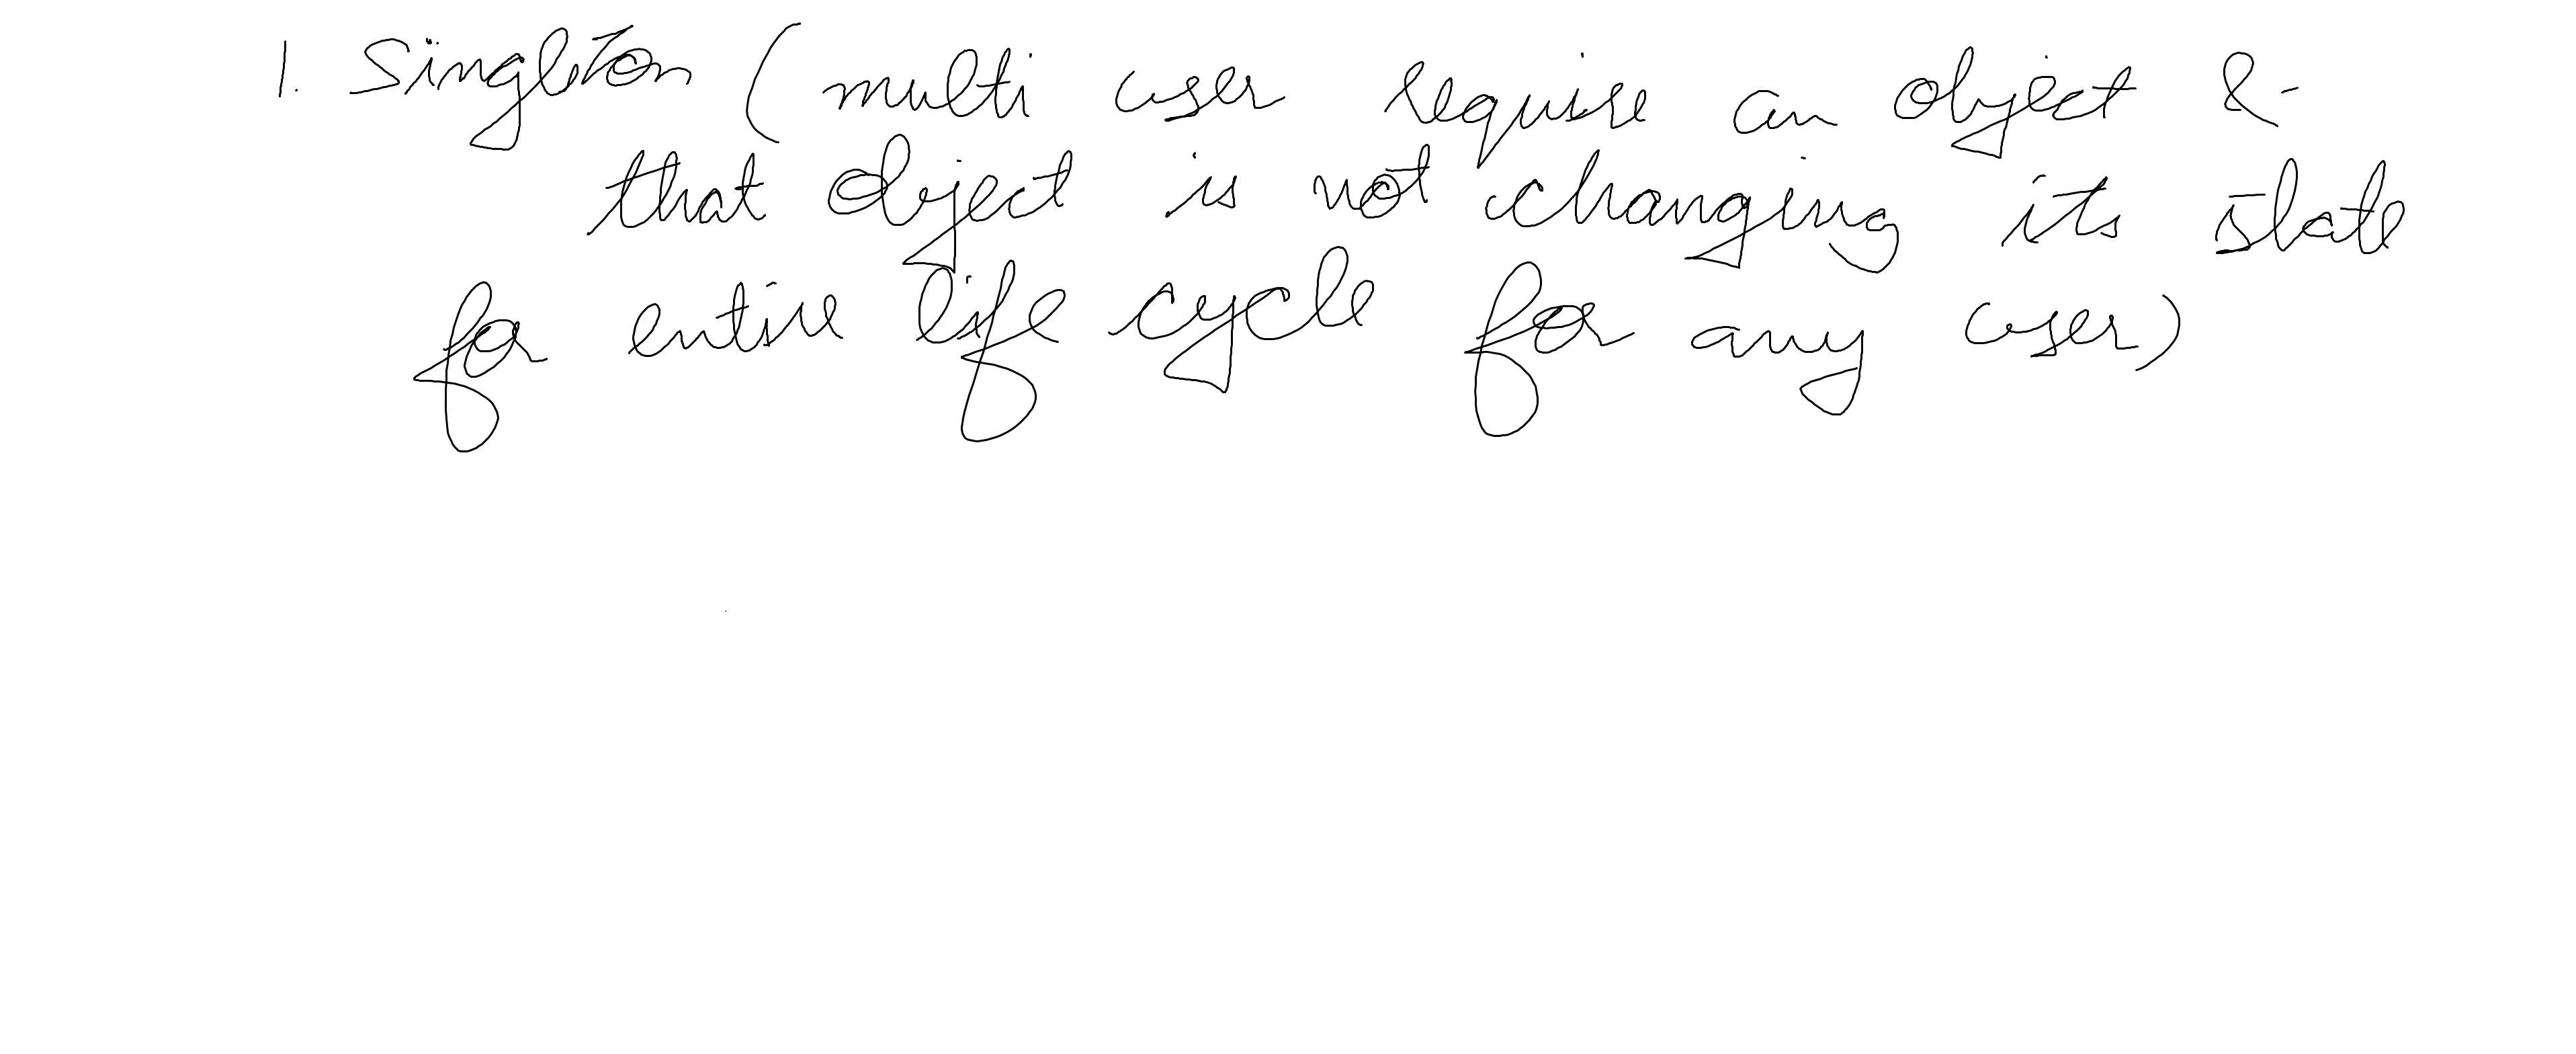 1. Singleton ( multi user require an object &
that object is not changing its state
for entire life cycle for any user)